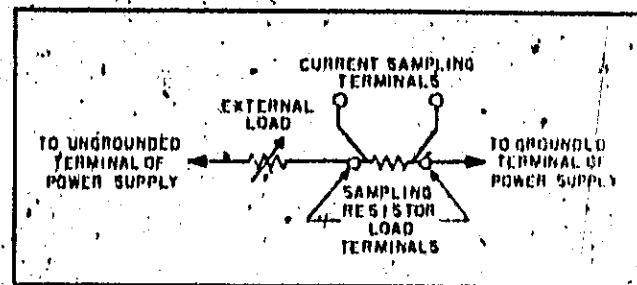 CURRENT SAMPLING
TERMINALS
EXTERNAL
LOAD
TO UNGROUNDED
TERMINAL OF
POWER SUPPLY
TO GROUNDED
TERMINAL OF
POWER SUPPLY
SAMPLING
RESISTOR
LOAD
TERMINALS